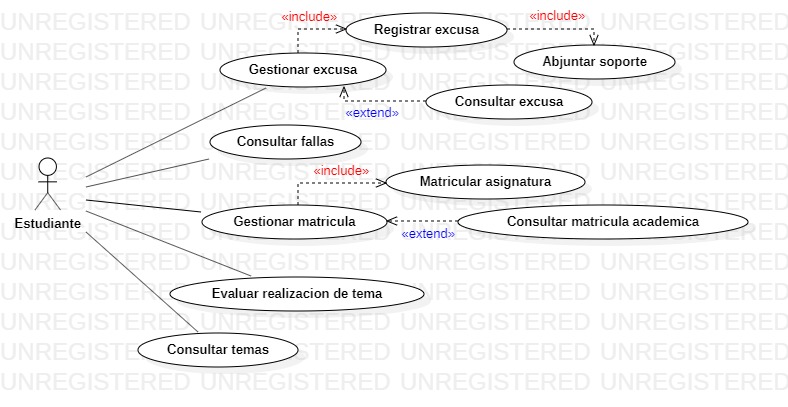 «include»
«include»
Registrar excusa
Abjuntar soporte
Gestionar excusa
Consultar excusa
«extend»
Consultar fallas
«include»
Matricular asignatura
Estudiante
Gestionar matricula
Consultar matricula academica
«extend»
Evaluar realizacion de tema
Consultar temas
UNREGISTERED UNREGISTERED UNREGISTERED UNREGISTERED